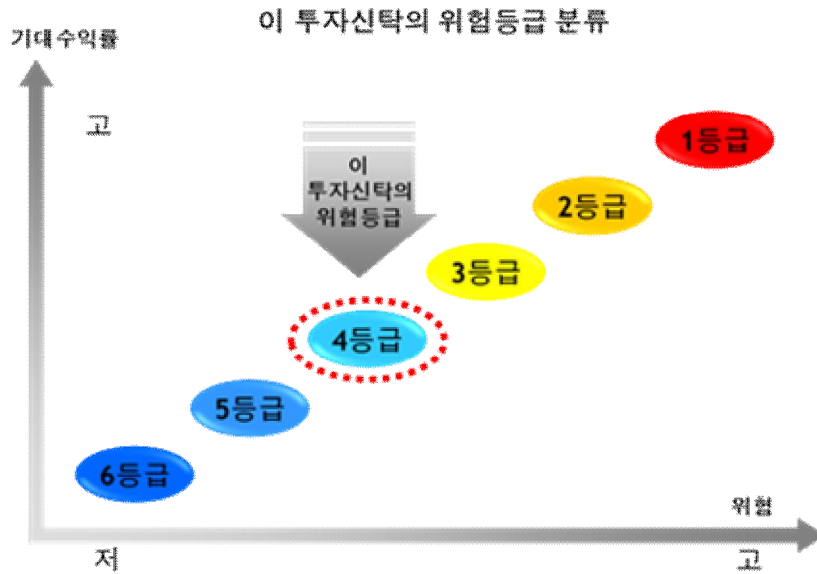 이 투자신탁의 위험등급 분류
기대수익률
고
1등급
이
투자신탁의
위험등급
2등급
3등급
4등급
5등급
6등급
위험
저
고